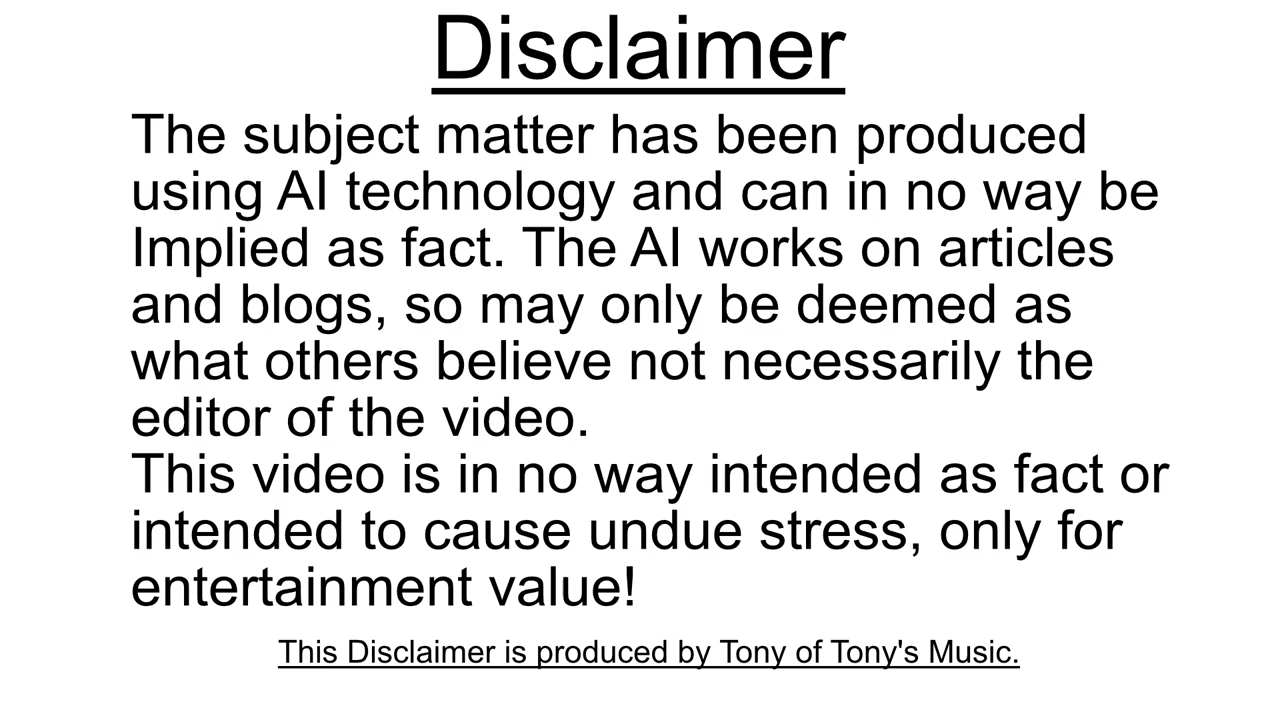 Disclaimer
The subject matter has been produced
using AI technology and can in no way be
Implied as fact. The AI works on articles
and blogs, so may only be deemed as
what others believe not necessarily the
editor of the video.
This video is in no way intended as fact or
intended to cause undue stress, only for
entertainment value!
This Disclaimer is produced by Tony of Tony's Music.